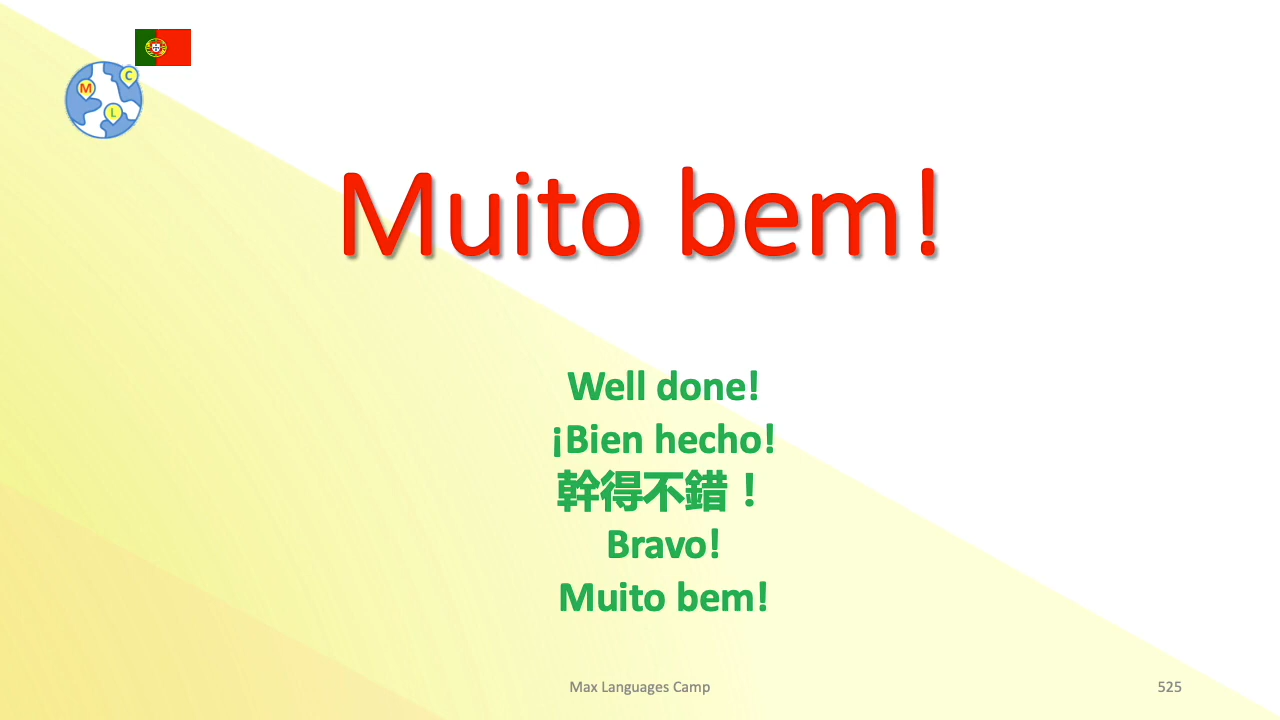 M
C
L
Muito bem!
Well done!
¡Bien hecho!
幹得不錯！
Bravo!
Muito bem!
Max Languages Camp
525